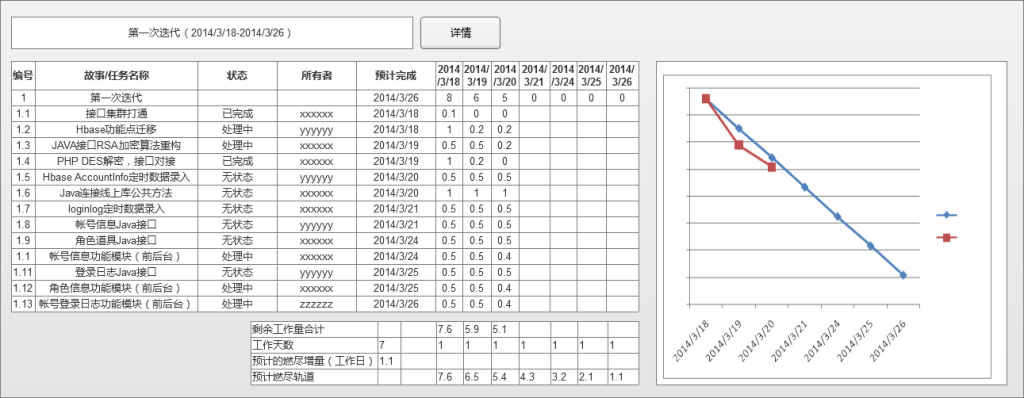 第一次迭代（2014/3/18-2014/3/26）
详情
编号 故事/任务名称 状态 所有者 预计完成 2014/3/18 2014/3/19 2014/3/20 2014/3/21 2014/3/24 2014/3/25 2014/3/26
1 第一次迭代 2014/3/26 8 6 5 0 0 0 0
1.1 接口集群打通 已完成 xxxxxx 2014/3/18 0.1 0 0
1.2 Hbase功能点迁移 处理中 yyyyyy 2014/3/18 1 0.2 0.2
1.3 JAVA接口RSA加密算法重构 处理中 xxxxxx 2014/3/19 0.5 0.5 0.2
1.4 PHP DES解密，接口对接 已完成 xxxxxx 2014/3/19 1 0.2 0
1.5 Hbase AccountInfo定时数据录入 无状态 yyyyyy 2014/3/20 0.5 0.5 0.5
1.6 Java连接线上库公共方法 无状态 xxxxxx 2014/3/20 1 1 1
1.7 loginlog定时数据录入 无状态 xxxxxx 2014/3/21 0.5 0.5 0.5
1.8 帐号信息Java接口 无状态 yyyyyy 2014/3/21 0.5 0.5 0.5
1.9 角色道具Java接口 无状态 xxxxxx 2014/3/24 0.5 0.5 0.5
1.1 帐号信息功能模块（前后台） 处理中 xxxxxx 2014/3/24 0.5 0.5 0.4
1.11 登录日志Java接口 无状态 yyyyyy 2014/3/25 0.5 0.5 0.5
1.12 角色信息功能模块（前后台） 处理中 xxxxxx 2014/3/25 0.5 0.5 0.4
1.13 帐号登录日志功能模块（前后台） 处理中 zzzzzz 2014/3/26 0.5 0.5 0.4
剩余工作量合计 7.6 5.9 5.1
工作天数 7 1 1 1 1 1 1 1
预计的燃尽增量（工作日） 1.1
预计燃尽轨道 7.6 6.5 5.4 4.3 3.2 2.1 1.1
2014/3/18 2014/3/19 2014/3/20 2014/3/21 2014/3/24 2014/3/25 2014/3/26